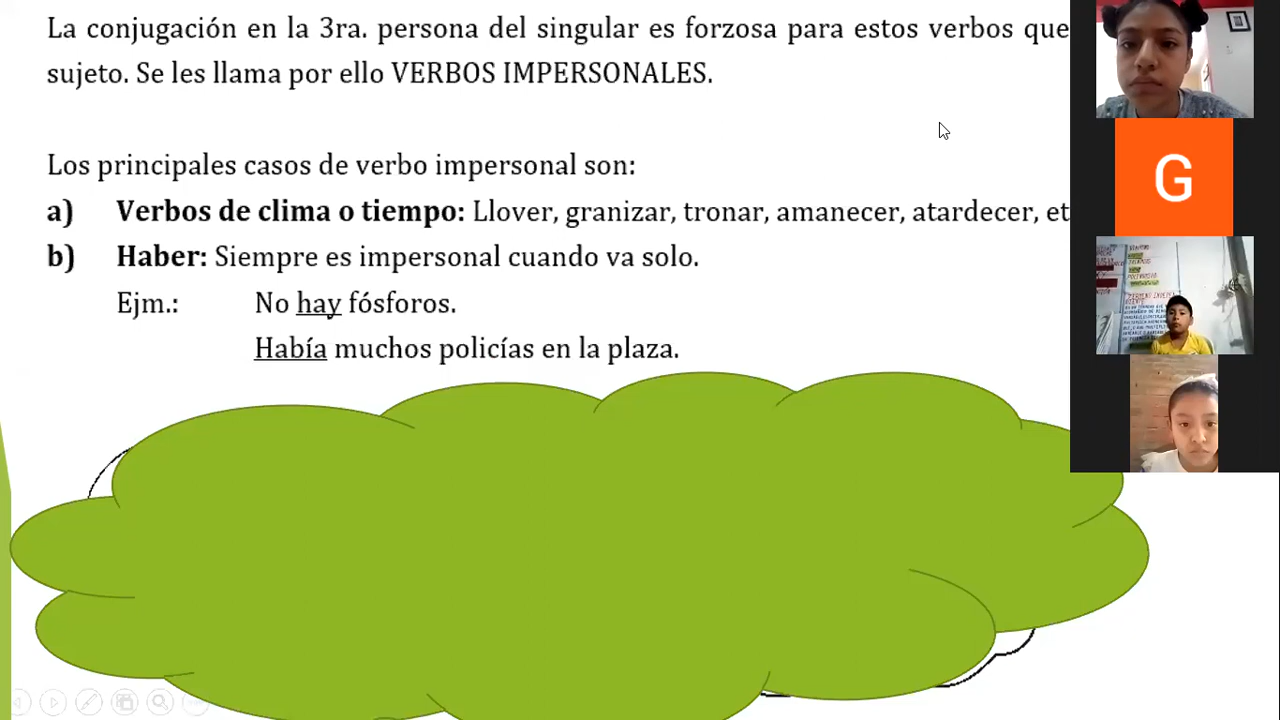 La conjugación en la 3ra. persona del singular es forzosa para estos verbos que
sujeto. Se les llama por ello VERBOS IMPERSONALES.
Los principales casos de verbo impersonal son:
a) Verbos de clima o tiempo: Llover, granizar, tronar, amanecer, atardecer, et
b) Haber: Siempre es impersonal cuando va solo.
Ejm.: No hay fósforos.
Había muchos policías en la plaza.
G